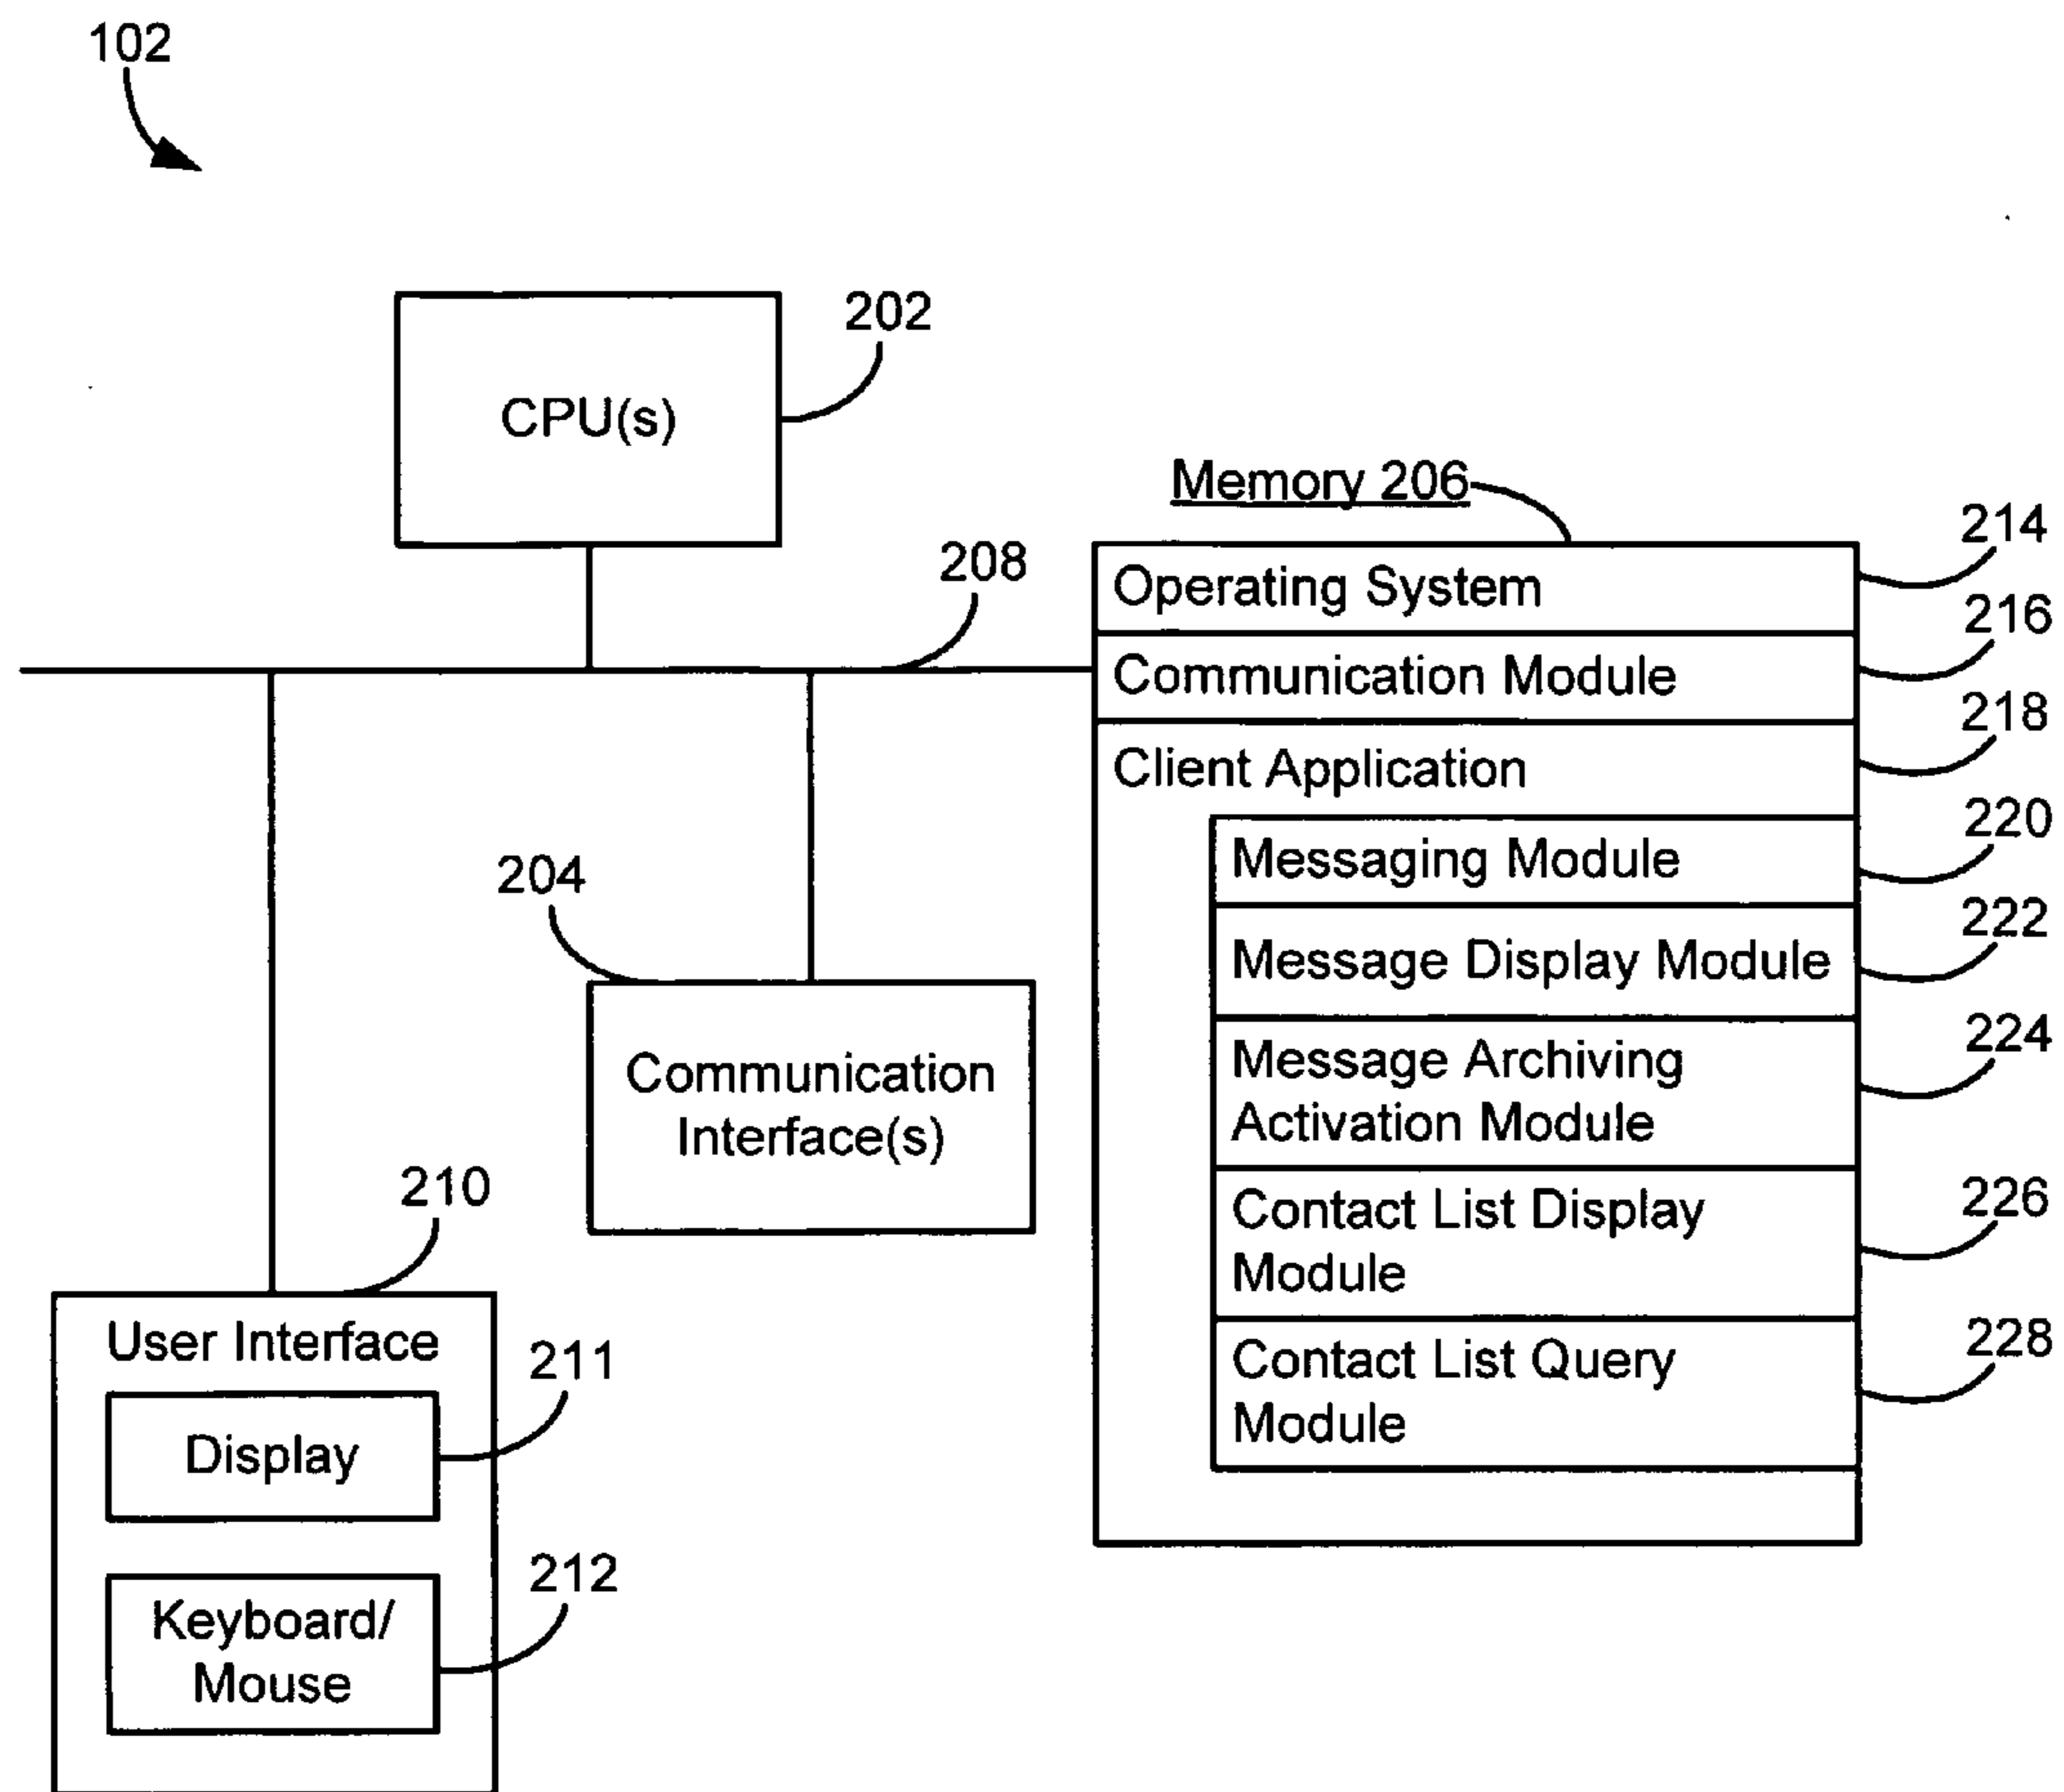 102
CPU(s)
202
Memory 206
208
Operating System
214
Communication Module
216
Client Application
218
Messaging Module
220
Message Display Module
222
Message Archiving
Activation Module
224
Contact List Display
Module
226
Contact List Query
Module
228
204
Communication
Interface(s)
210
User Interface
Display
211
Keyboard/
Mouse
212